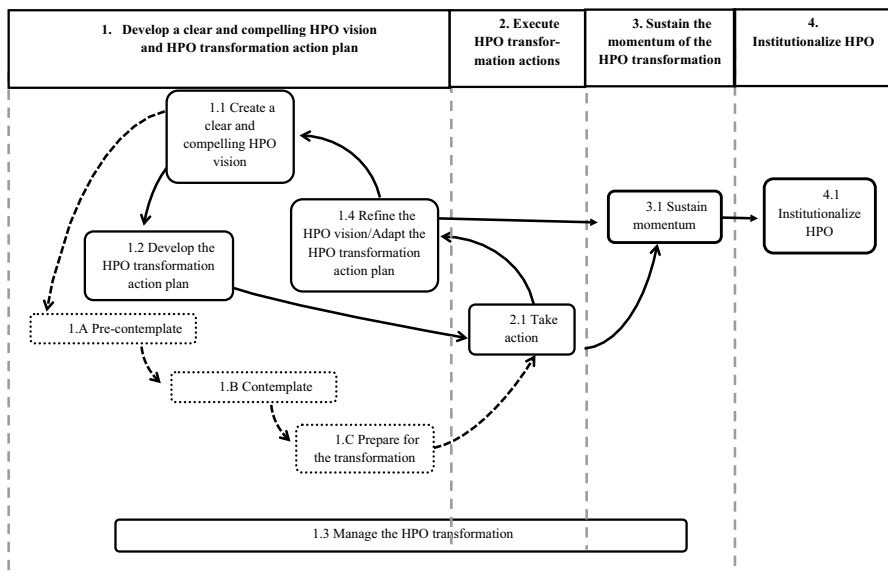 1. Develop a clear and compelling HPO vision
and HPO transformation action plan
2. Execute
HPO transfor-
mation actions
3. Sustain the
momentum of the
HPO transformation
4.
Institutionalize HPO
1.1 Create a
clear and
compelling HPO
vision
1.2 Develop the
HPO transformation
action plan
1.4 Refine the
HPO vision/Adapt the
HPO transformation
action plan
3.1 Sustain
momentum
4.1
Institutionalize
HPO
1.A Pre-contemplate
2.1 Take
action
1.B Contemplate
1.C Prepare for
the transformation
1.3 Manage the HPO transformation